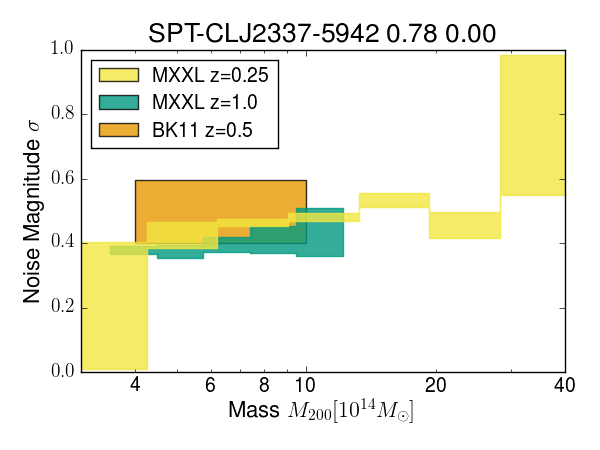 SPT-CLJ2337-5942 0.78 0.00
1.0
0.8
0.6
0.4
0.2
0.0
Noise Magnitude σ
MXXL z=0.25
MXXL z=1.0
BK11 z=0.5
4 6 8 10 20 40
Mass M₂₀₀[10¹⁴M☉]